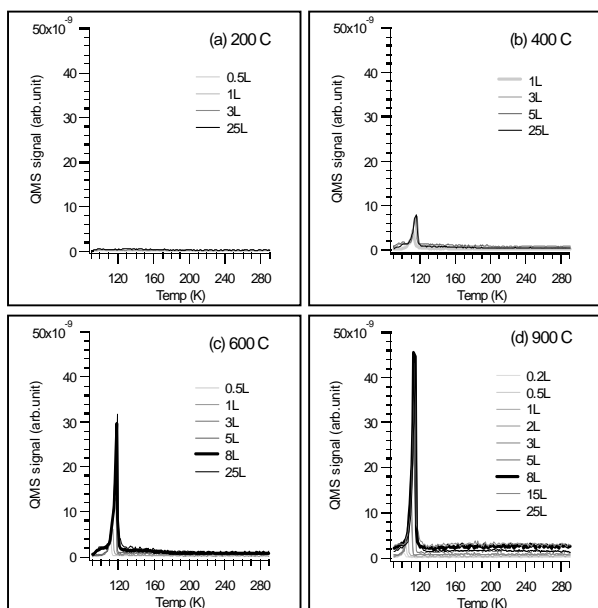 50x10-9
(a) 200 C
40
30
20
10
0
QMS signal (arb.unit)
0.5L
1L
3L
25L
120 160 200 240 280
Temp (K)
50x10-9
(b) 400 C
40
30
20
10
0
QMS signal (arb.unit)
1L
3L
5L
25L
120 160 200 240 280
Temp (K)
50x10-9
(c) 600 C
40
30
20
10
0
QMS signal (arb.unit)
0.5L
1L
3L
5L
8L
25L
120 160 200 240 280
Temp (K)
50x10-9
(d) 900 C
40
30
20
10
0
QMS signal (arb.unit)
0.2L
0.5L
1L
2L
3L
5L
8L
15L
25L
120 160 200 240 280
Temp (K)